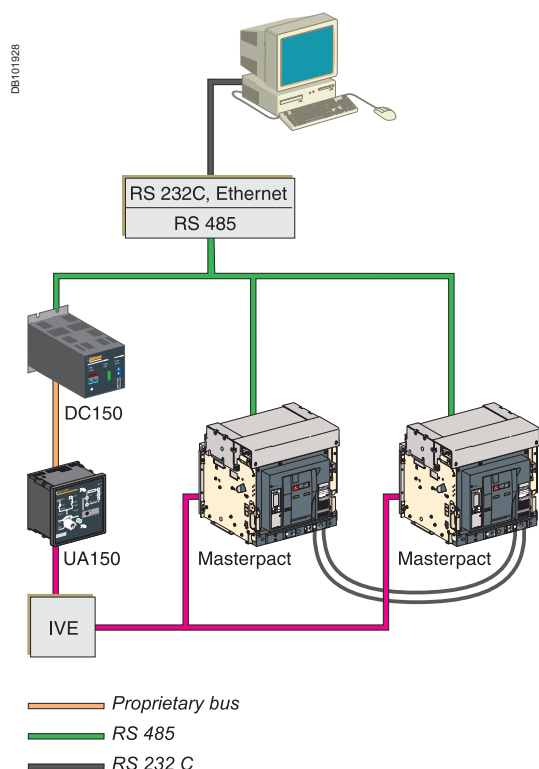 DB101928
RS 232C, Ethernet
RS 485
DC150
UA150
Masterpact
Masterpact
IVE
Proprietary bus
RS 485
RS 232 C